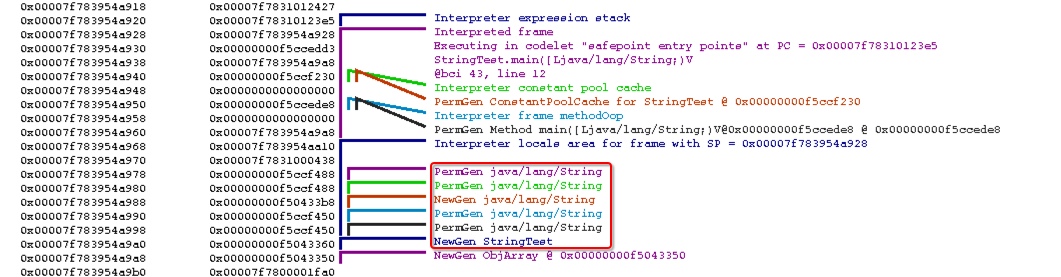 0x00007f783954a918 0x00007f7831012427
0x00007f783954a920 0x00007f78310123e5 Interpreter expression stack
0x00007f783954a928 0x00007f783954a928 Interpreted frame
0x00007f783954a930 0x00000000f5ccedd3 Executing in codelet "safepoint entry points" at PC = 0x00007f78310123e5
0x00007f783954a938 0x00007f783954a9a8 StringTest.main([Ljava/lang/String;)V
0x00007f783954a940 0x00000000f5ccf230 @bci 43, line 12
0x00007f783954a948 0x0000000000000000 Interpreter constant pool cache
0x00007f783954a950 0x00000000f5ccede8 PermGen ConstantPoolCache for StringTest @ 0x00000000f5ccf230
0x00007f783954a958 0x0000000000000000 Interpreter frame methodOop
0x00007f783954a960 0x00007f783954a9a8 PermGen Method main([Ljava/lang/String;)V@0x00000000f5ccede8 @ 0x00000000f5ccede8
0x00007f783954a968 0x00007f783954aa10 Interpreter locals area for frame with SP = 0x00007f783954a928
0x00007f783954a970 0x00007f7831000438
0x00007f783954a978 0x00000000f5ccf488 PermGen java/lang/String
0x00007f783954a980 0x00000000f5ccf488 PermGen java/lang/String
0x00007f783954a988 0x00000000f50433b8 NewGen java/lang/String
0x00007f783954a990 0x00000000f5ccf450 PermGen java/lang/String
0x00007f783954a998 0x00000000f5ccf450 PermGen java/lang/String
0x00007f783954a9a0 0x00000000f5043360 NewGen StringTest
0x00007f783954a9a8 0x00000000f5043350 NewGen ObjArray @ 0x00000000f5043350
0x00007f783954a9b0 0x00007f7800001fa0